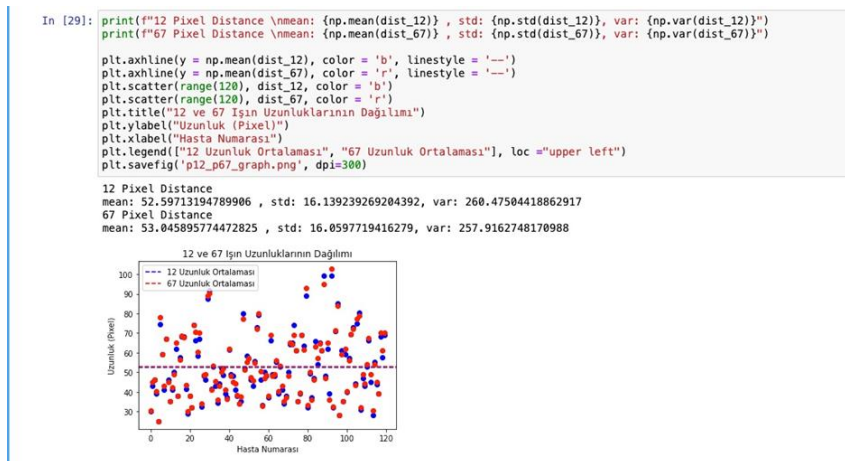 In [29]: print(f"12 Pixel Distance \nmean: {np.mean(dist_12)} , std: {np.std(dist_12)}, var: {np.var(dist_12)}")
print(f"67 Pixel Distance \nmean: {np.mean(dist_67)} , std: {np.std(dist_67)}, var: {np.var(dist_67)}")
plt.axhline(y = np.mean(dist_12), color = 'b', linestyle = '--')
plt.axhline(y = np.mean(dist_67), color = 'r', linestyle = '--')
plt.scatter(range(120), dist_12, color = 'b')
plt.scatter(range(120), dist_67, color = 'r')
plt.title("12 ve 67 Işın Uzunluklarının Dağılımı")
plt.ylabel("Uzunluk (Pixel)")
plt.xlabel("Hasta Numarası")
plt.legend(["12 Uzunluk Ortalaması", "67 Uzunluk Ortalaması"], loc ="upper left")
plt.savefig('p12_p67_graph.png', dpi=300)
12 Pixel Distance
mean: 52.59713194789906 , std: 16.139239269204392, var: 260.47504418862917
67 Pixel Distance
mean: 53.045895774472825 , std: 16.0597719416279, var: 257.9162748170988
12 ve 67 Işın Uzunluklarının Dağılımı
12 Uzunluk Ortalaması
67 Uzunluk Ortalaması
Uzunluk (Pixel)
100
90
80
70
60
50
40
30
0 20 40 60 80 100 120
Hasta Numarası